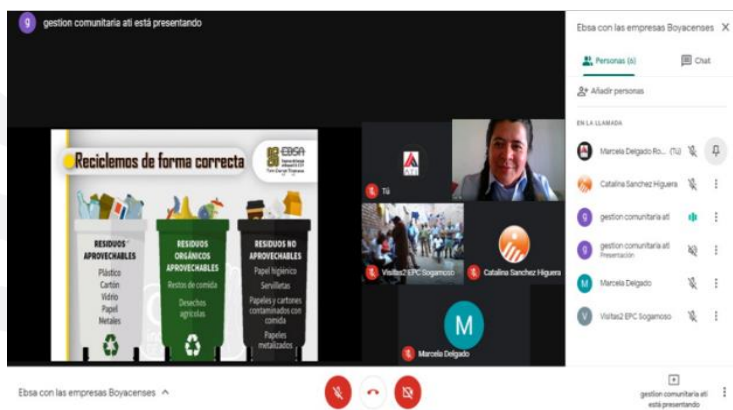 g gestion comunitaria ati está presentando
Ebsa con las empresas Boyacenses
Personas (6)
Chat
Añadir personas
EN LA LLAMADA
Marcela Delgado Ro... (Tú)
Catalina Sanchez Higuera
g gestion comunitaria ati
g gestion comunitaria ati
Presentación
M Marcela Delgado
V Visitas2 EPC Sogamoso
Reciclemos de forma correcta
EBSA
RESIDUOS
APROVECHABLES
Plástico
Cartón
Vidrio
Papel
Metales
RESIDUOS
ORGÁNICOS
APROVECHABLES
Restos de comida
Desechos
agrícolas
RESIDUOS NO
APROVECHABLES
Papel higiénico
Servilletas
Papeles y cartones
contaminados con
comida
Papeles
metalizados
Tú
Visitas2 EPC Sogamoso
Catalina Sanchez Higuera
M
Marcela Delgado
Ebsa con las empresas Boyacenses
gestion comunitaria ati
está presentando